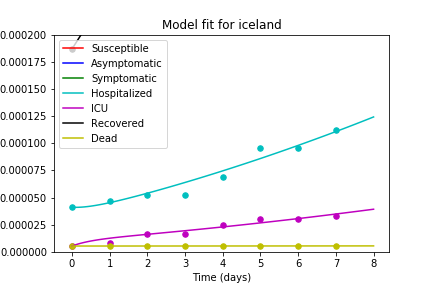 Model fit for iceland
0.000200
0.000175
0.000150
0.000125
0.000100
0.000075
0.000050
0.000025
0.000000
Susceptible
Asymptomatic
Symptomatic
Hospitalized
ICU
Recovered
Dead
0 1 2 3 4 5 6 7 8
Time (days)